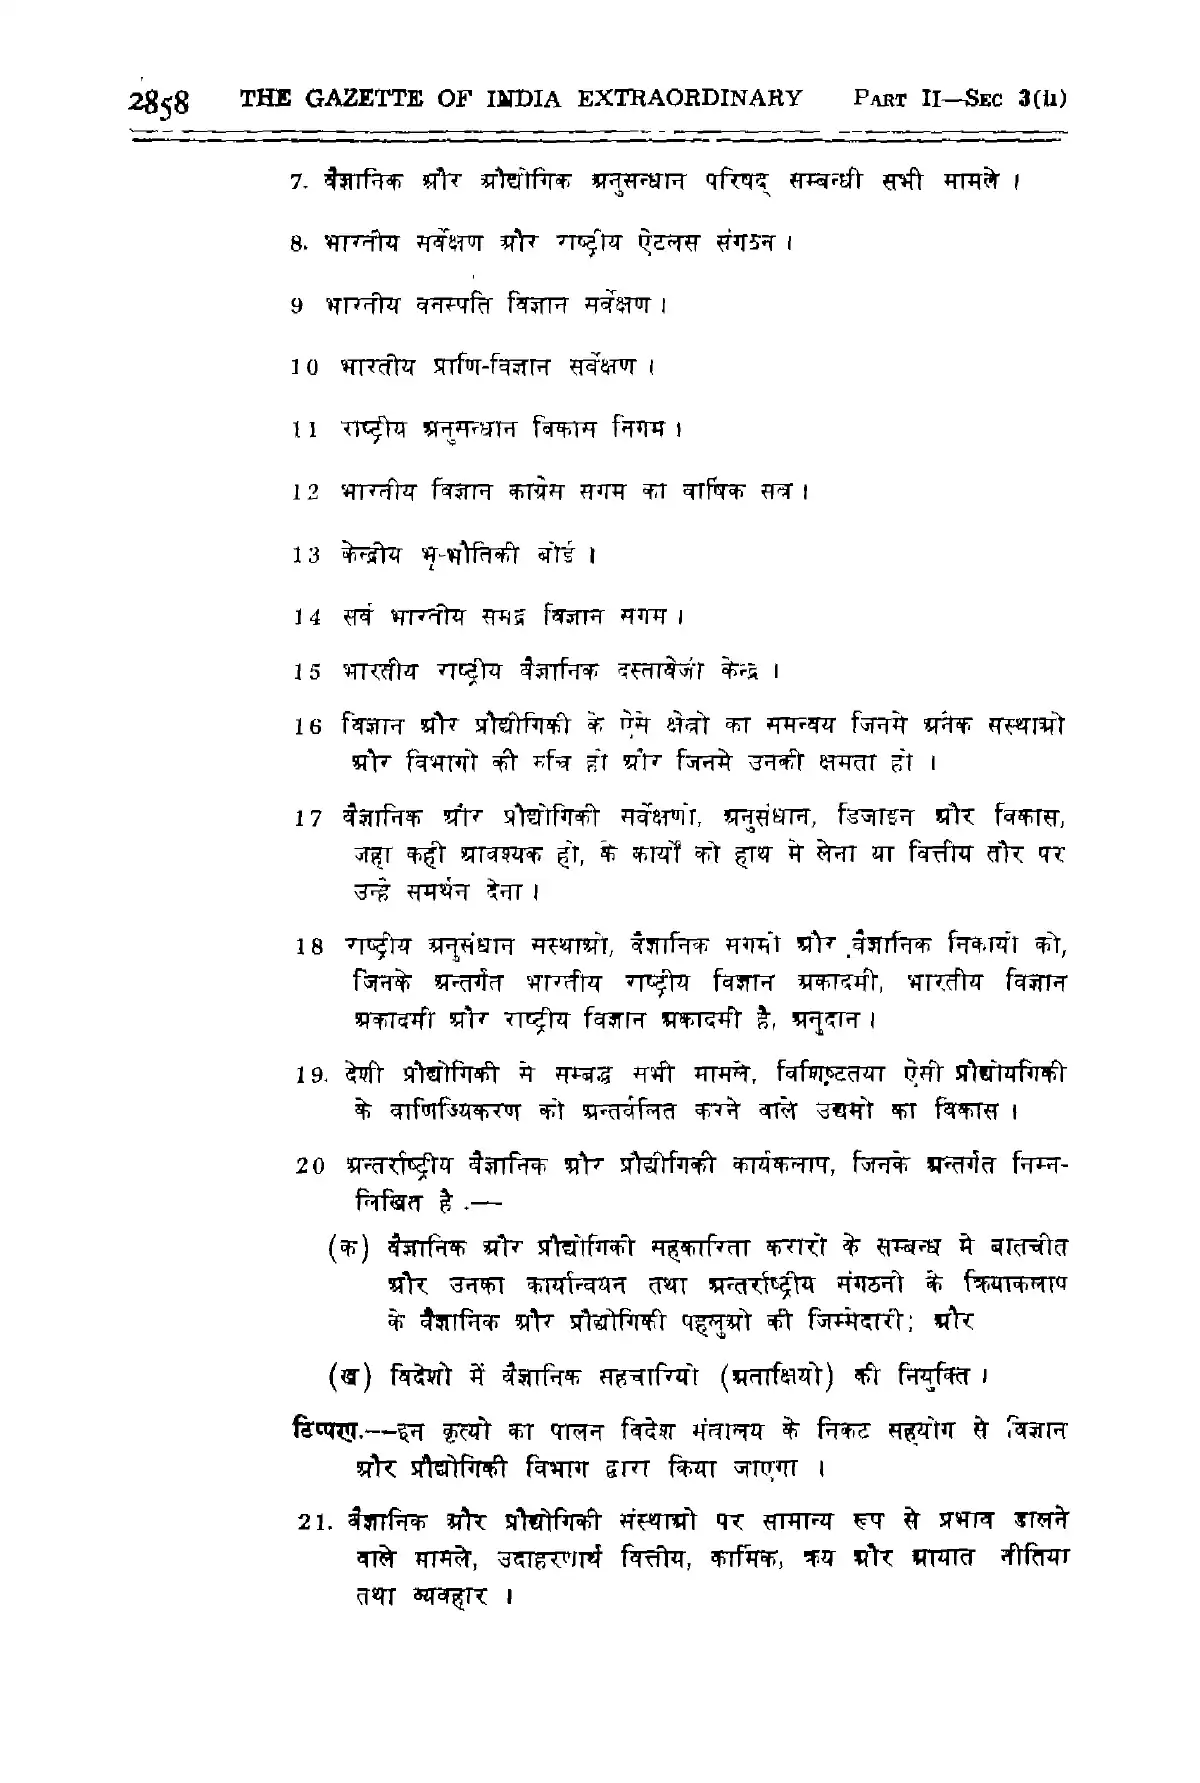 2858 THE GAZETTE OF INDIA EXTRAORDINARY PART II—SEC 3(ii)
7. वैज्ञानिक और औद्योगिक अनुसन्धान परिषद् सम्बन्धी सभी मामले ।
8. भारतीय सर्वेक्षण और राष्ट्रीय ऐटलस संगठन ।
9 भारतीय वनस्पति विज्ञान सर्वेक्षण ।
10 भारतीय प्राणि-विज्ञान सर्वेक्षण ।
11 राष्ट्रीय अनुसन्धान विकास निगम ।
12 भारतीय विज्ञान कांग्रेस सगम का वार्षिक सत्र ।
13 केन्द्रीय भू-भौतिकी बोर्ड ।
14 सर्व भारतीय समद्र विज्ञान सगम ।
15 भारतीय राष्ट्रीय वैज्ञानिक दस्तावेजी केन्द्र ।
16 विज्ञान और प्रौद्योगिकी के ऐसे क्षेत्रो का समन्वय जिनमे अनेक सस्थाओ
और विभागो की रुचि हो और जिनमे उनकी क्षमता हो ।
17 वैज्ञानिक और प्रौद्योगिकी सर्वेक्षणो, अनुसंधान, डिजाइन और विकास,
जहा कही आवश्यक हो, के कार्यों को हाथ मे लेना या वित्तीय तौर पर
उन्हे समर्थन देना ।
18 राष्ट्रीय अनुसंधान सस्थाओ, वैज्ञानिक सगमो और वैज्ञानिक निकायो को,
जिनके अन्तर्गत भारतीय राष्ट्रीय विज्ञान अकादमी, भारतीय विज्ञान
अकादमी और राष्ट्रीय विज्ञान अकादमी है, अनुदान ।
19. देशी प्रौद्योगिकी से सम्बद्ध सभी मामले, विशिष्टतया ऐसी प्रौद्योयगिकी
के वाणिज्यिकरण को अन्तर्वलित करने वाले उद्यमो का विकास ।
20 अन्तर्राष्ट्रीय वैज्ञानिक और प्रौद्योगिकी कार्यकलाप, जिनके अन्तर्गत निम्न-
लिखित है .—
(क) वैज्ञानिक और प्रौद्योगिकी सहकारिता करारो के सम्बन्ध मे बातचीत
और उनका कार्यान्वयन तथा अन्तर्राष्ट्रीय संगठनो के क्रियाकलाप
के वैज्ञानिक और प्रौद्योगिकी पहलुओ की जिम्मेदारी; और
(ख) विदेशो में वैज्ञानिक सहचारियो (अताक्षियो) की नियुक्ति ।
टिप्पण.—–इन कृत्यो का पालन विदेश मंत्रालय के निकट सहयोग से विज्ञान
और प्रौद्योगिकी विभाग द्वारा किया जाएगा ।
21. वैज्ञानिक और प्रौद्योगिकी संस्थाओ पर सामान्य रूप से प्रभाव डालने
वाले मामले, उदाहरणार्थ वित्तीय, कार्मिक, क्रय और आयात नीतिया
तथा व्यवहार ।